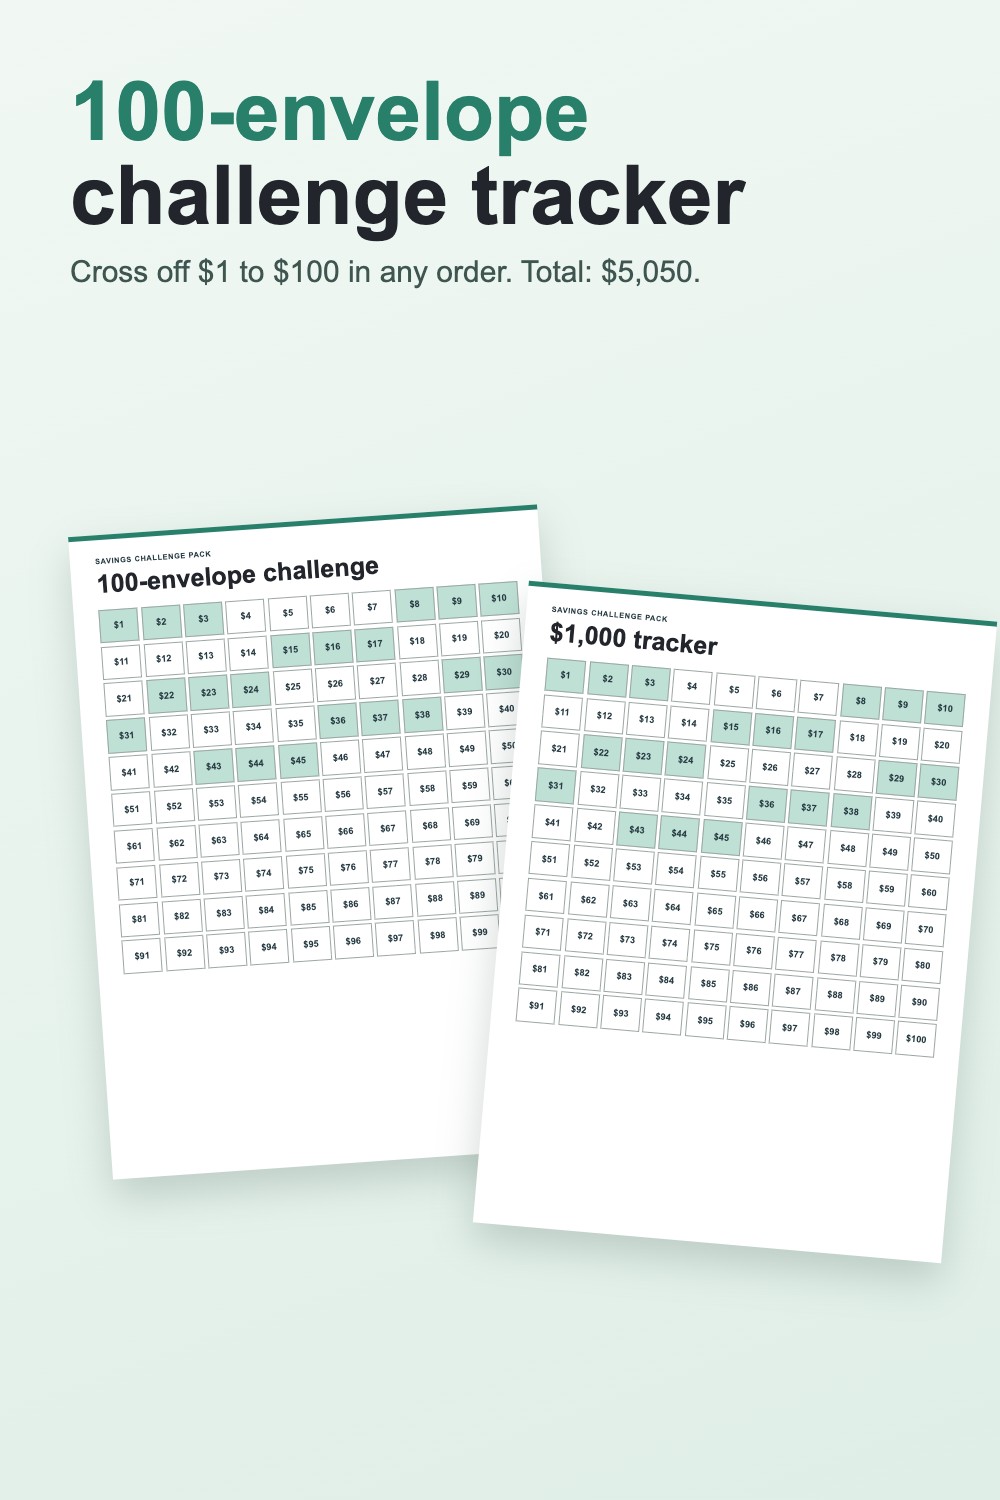 100-envelope
challenge tracker
Cross off $1 to $100 in any order. Total: $5,050.
SAVINGS CHALLENGE PACK
100-envelope challenge
$1 $2 $3 $4 $5 $6 $7 $8 $9 $10
$11 $12 $13 $14 $15 $16 $17 $18 $19 $20
$21 $22 $23 $24 $25 $26 $27 $28 $29 $30
$31 $32 $33 $34 $35 $36 $37 $38 $39 $40
$41 $42 $43 $44 $45 $46 $47 $48 $49
$51 $52 $53 $54 $55 $56 $57 $58 $59
$61 $62 $63 $64 $65 $66 $67 $68 $69
$71 $72 $73 $74 $75 $76 $77 $78 $79
$81 $82 $83 $84 $85 $86 $87 $88 $89
$91 $92 $93 $94 $95 $96 $97 $98 $99
SAVINGS CHALLENGE PACK
$1,000 tracker
$1 $2 $3 $4 $5 $6 $7 $8 $9 $10
$11 $12 $13 $14 $15 $16 $17 $18 $19 $20
$21 $22 $23 $24 $25 $26 $27 $28 $29 $30
$31 $32 $33 $34 $35 $36 $37 $38 $39 $40
$41 $42 $43 $44 $45 $46 $47 $48 $49 $50
$51 $52 $53 $54 $55 $56 $57 $58 $59 $60
$61 $62 $63 $64 $65 $66 $67 $68 $69 $70
$71 $72 $73 $74 $75 $76 $77 $78 $79 $80
$81 $82 $83 $84 $85 $86 $87 $88 $89 $90
$91 $92 $93 $94 $95 $96 $97 $98 $99 $100